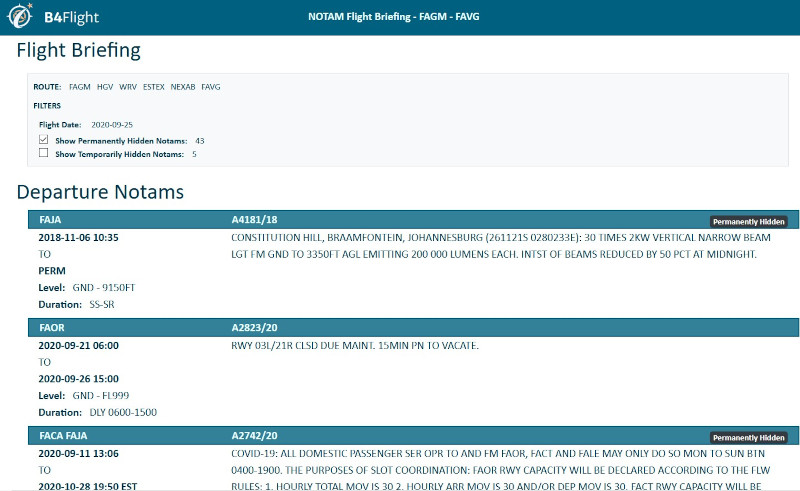 B4Flight
NOTAM Flight Briefing - FAGM - FAVG
Flight Briefing
ROUTE: FAGM HGV WRV ESTEX NEXAB FAVG
FILTERS
Flight Date: 2020-09-25
Show Permanently Hidden Notams: 43
Show Temporarily Hidden Notams: 5
Departure Notams
FAJA A4181/18 Permanently Hidden
2018-11-06 10:35 CONSTITUTION HILL, BRAAMFONTEIN, JOHANNESBURG (261121S 0280233E): 30 TIMES 2KW VERTICAL NARROW BEAM
TO LGT FM GND TO 3350FT AGL EMITTING 200 000 LUMENS EACH. INTST OF BEAMS REDUCED BY 50 PCT AT MIDNIGHT.
PERM
Level: GND - 9150FT
Duration: SS-SR
FAOR A2823/20
2020-09-21 06:00 RWY 03L/21R CLSD DUE MAINT. 15MIN PN TO VACATE.
TO
2020-09-26 15:00
Level: GND - FL999
Duration: DLY 0600-1500
FACA FAJA A2742/20 Permanently Hidden
2020-09-11 13:06 COVID-19: ALL DOMESTIC PASSENGER SER OPR TO AND FM FAOR, FACT AND FALE MAY ONLY DO SO MON TO SUN BTN
TO 0400-1900. THE PURPOSES OF SLOT COORDINATION: FAOR RWY CAPACITY WILL BE DECLARED ACCORDING TO THE FLW
2020-10-28 19:50 EST RULES: 1. HOURLY TOTAL MOV IS 30 2. HOURLY ARR MOV IS 30 AND/OR DEP MOV IS 30. FACT RWY CAPACITY WILL BE